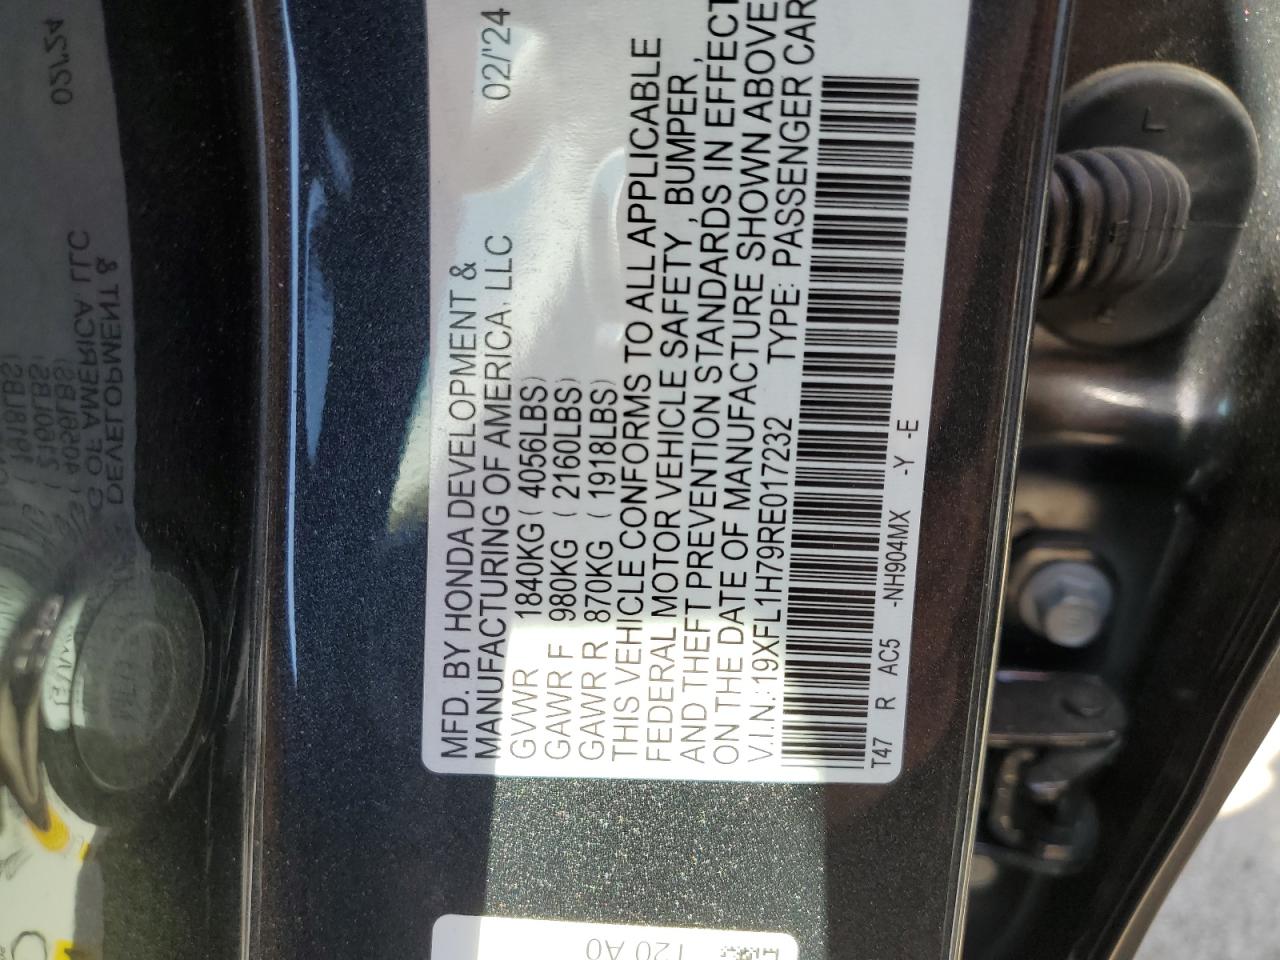 MFD. BY HONDA DEVELOPMENT & 02/'24
MANUFACTURING OF AMERICA, LLC
GVWR 1840KG ( 4056LBS)
GAWR F 980KG ( 2160LBS)
GAWR R 870KG ( 1918LBS)
THIS VEHICLE CONFORMS TO ALL APPLICABLE
FEDERAL MOTOR VEHICLE SAFETY, BUMPER,
AND THEFT PREVENTION STANDARDS IN EFFECT
ON THE DATE OF MANUFACTURE SHOWN ABOVE
V.I.N.: 19XFL1H79RE017232 TYPE: PASSENGER CAR
T47 R AC5 -NH904MX -Y -E
T20 A0
L